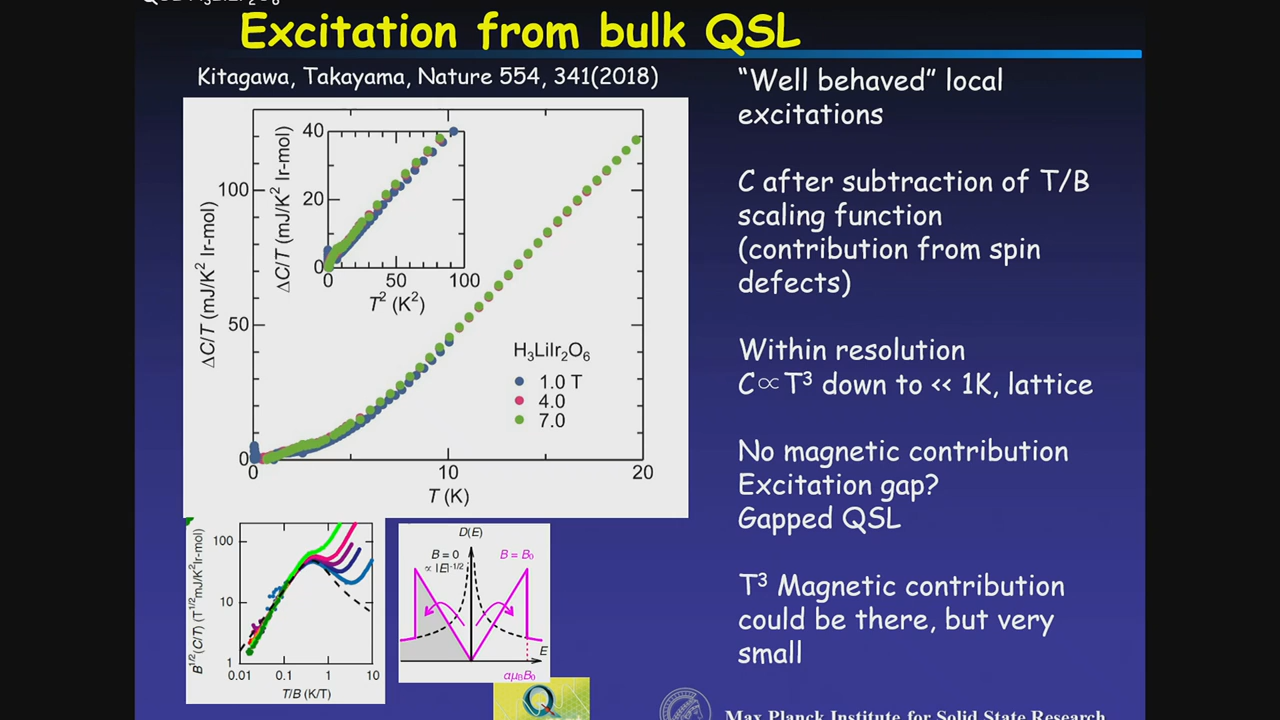 Excitation from bulk QSL
Kitagawa, Takayama, Nature 554, 341(2018)
ΔC/T (mJ/K² Ir-mol)
100
50
0
0
10
20
T (K)
ΔC/T (mJ/K² Ir-mol)
40
20
0
0
50
100
T² (K²)
H₃LiIr₂O₆
1.0 T
4.0
7.0
B^1/2(C/T) (T^1/2mJ/K²Ir-mol)
100
10
1
0.01
0.1
1
10
T/B (K/T)
D(E)
B = 0
∝ |E|^-1/2
B = B₀
E
αμ_B B₀
"Well behaved" local
excitations
C after subtraction of T/B
scaling function
(contribution from spin
defects)
Within resolution
C∝T³ down to << 1K, lattice
No magnetic contribution
Excitation gap?
Gapped QSL
T³ Magnetic contribution
could be there, but very
small
Max Planck Institute for Solid State Research